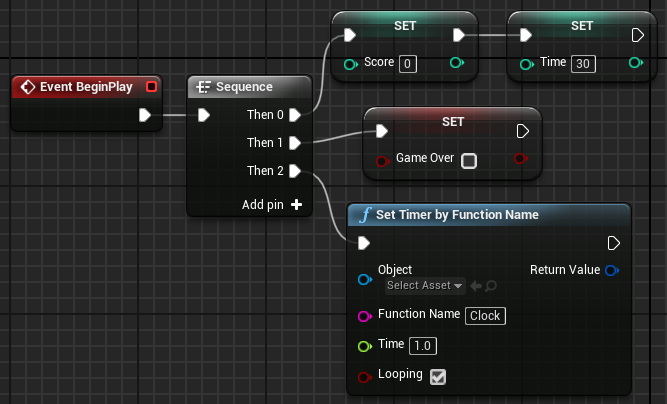 SET
Score 0
SET
Time 30
Event BeginPlay
Sequence
Then 0
Then 1
Then 2
Add pin
SET
Game Over
Set Timer by Function Name
Object
Select Asset
Return Value
Function Name Clock
Time 1.0
Looping